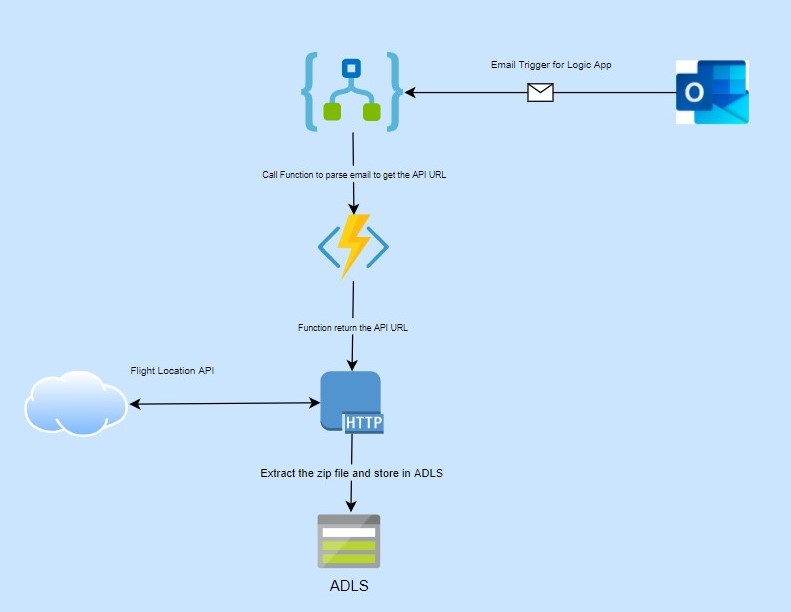 Email Trigger for Logic App
O
Call Function to parse email to get the API URL
Function return the API URL
Flight Location API
HTTP
Extract the zip file and store in ADLS
ADLS